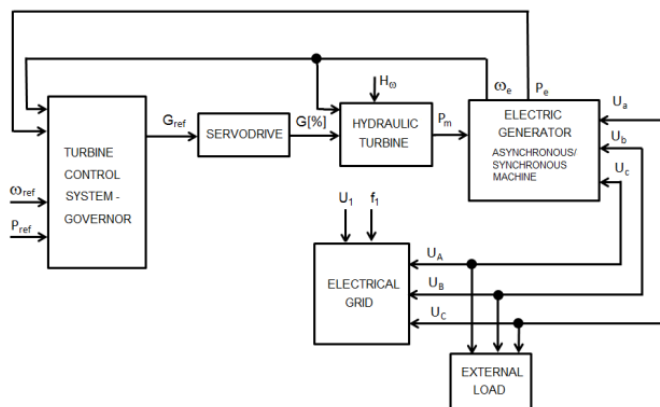 ωe
Pe
Hω
Ua
Gref
G[%]
Pm
Ub
Uc
TURBINE
CONTROL
SYSTEM -
GOVERNOR
SERVODRIVE
HYDRAULIC
TURBINE
ELECTRIC
GENERATOR
ASYNCHRONOUS/
SYNCHRONOUS
MACHINE
ωref
Pref
U1
f1
ELECTRICAL
GRID
UA
UB
UC
EXTERNAL
LOAD